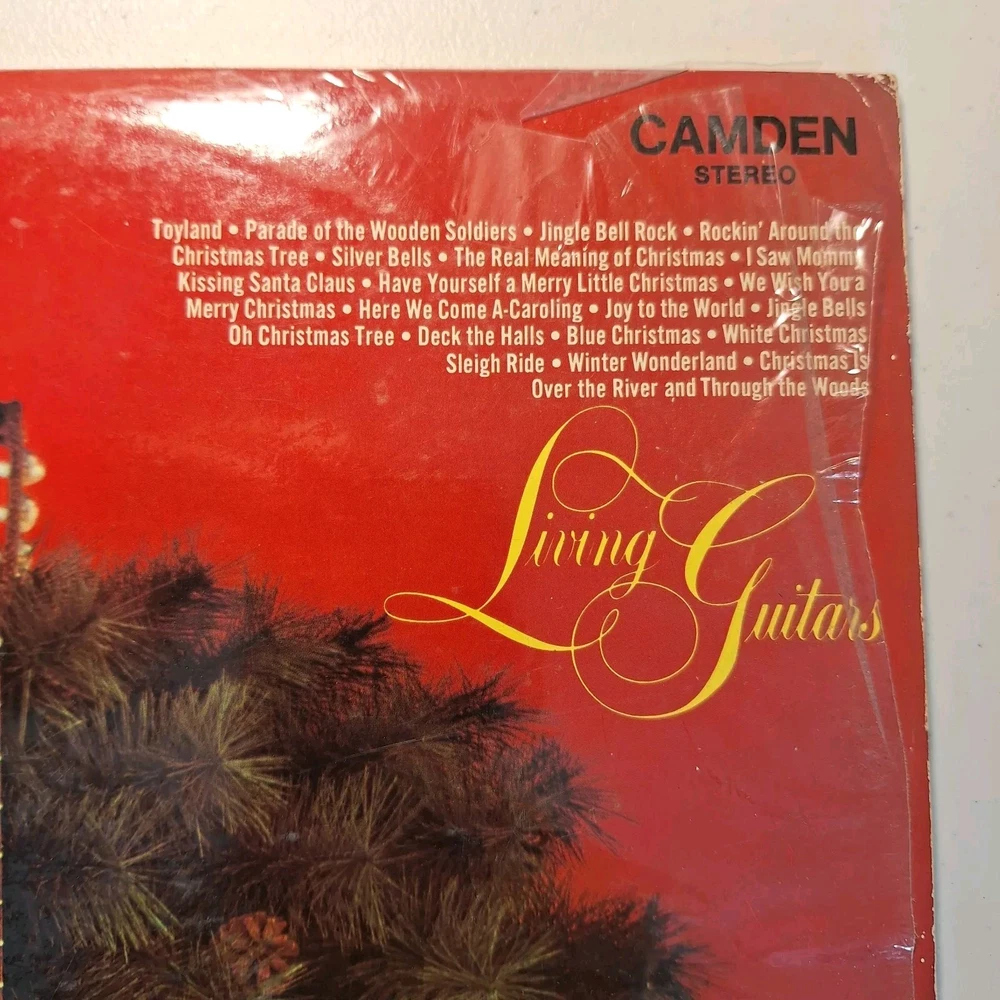 CAMDEN
STEREO
Toyland • Parade of the Wooden Soldiers • Jingle Bell Rock • Rockin' Around the
Christmas Tree • Silver Bells • The Real Meaning of Christmas • I Saw Mommy
Kissing Santa Claus • Have Yourself a Merry Little Christmas • We Wish You a
Merry Christmas • Here We Come A-Caroling • Joy to the World • Jingle Bells
Oh Christmas Tree • Deck the Halls • Blue Christmas • White Christmas
Sleigh Ride • Winter Wonderland • Christmas Is
Over the River and Through the Woods
Living Guitars